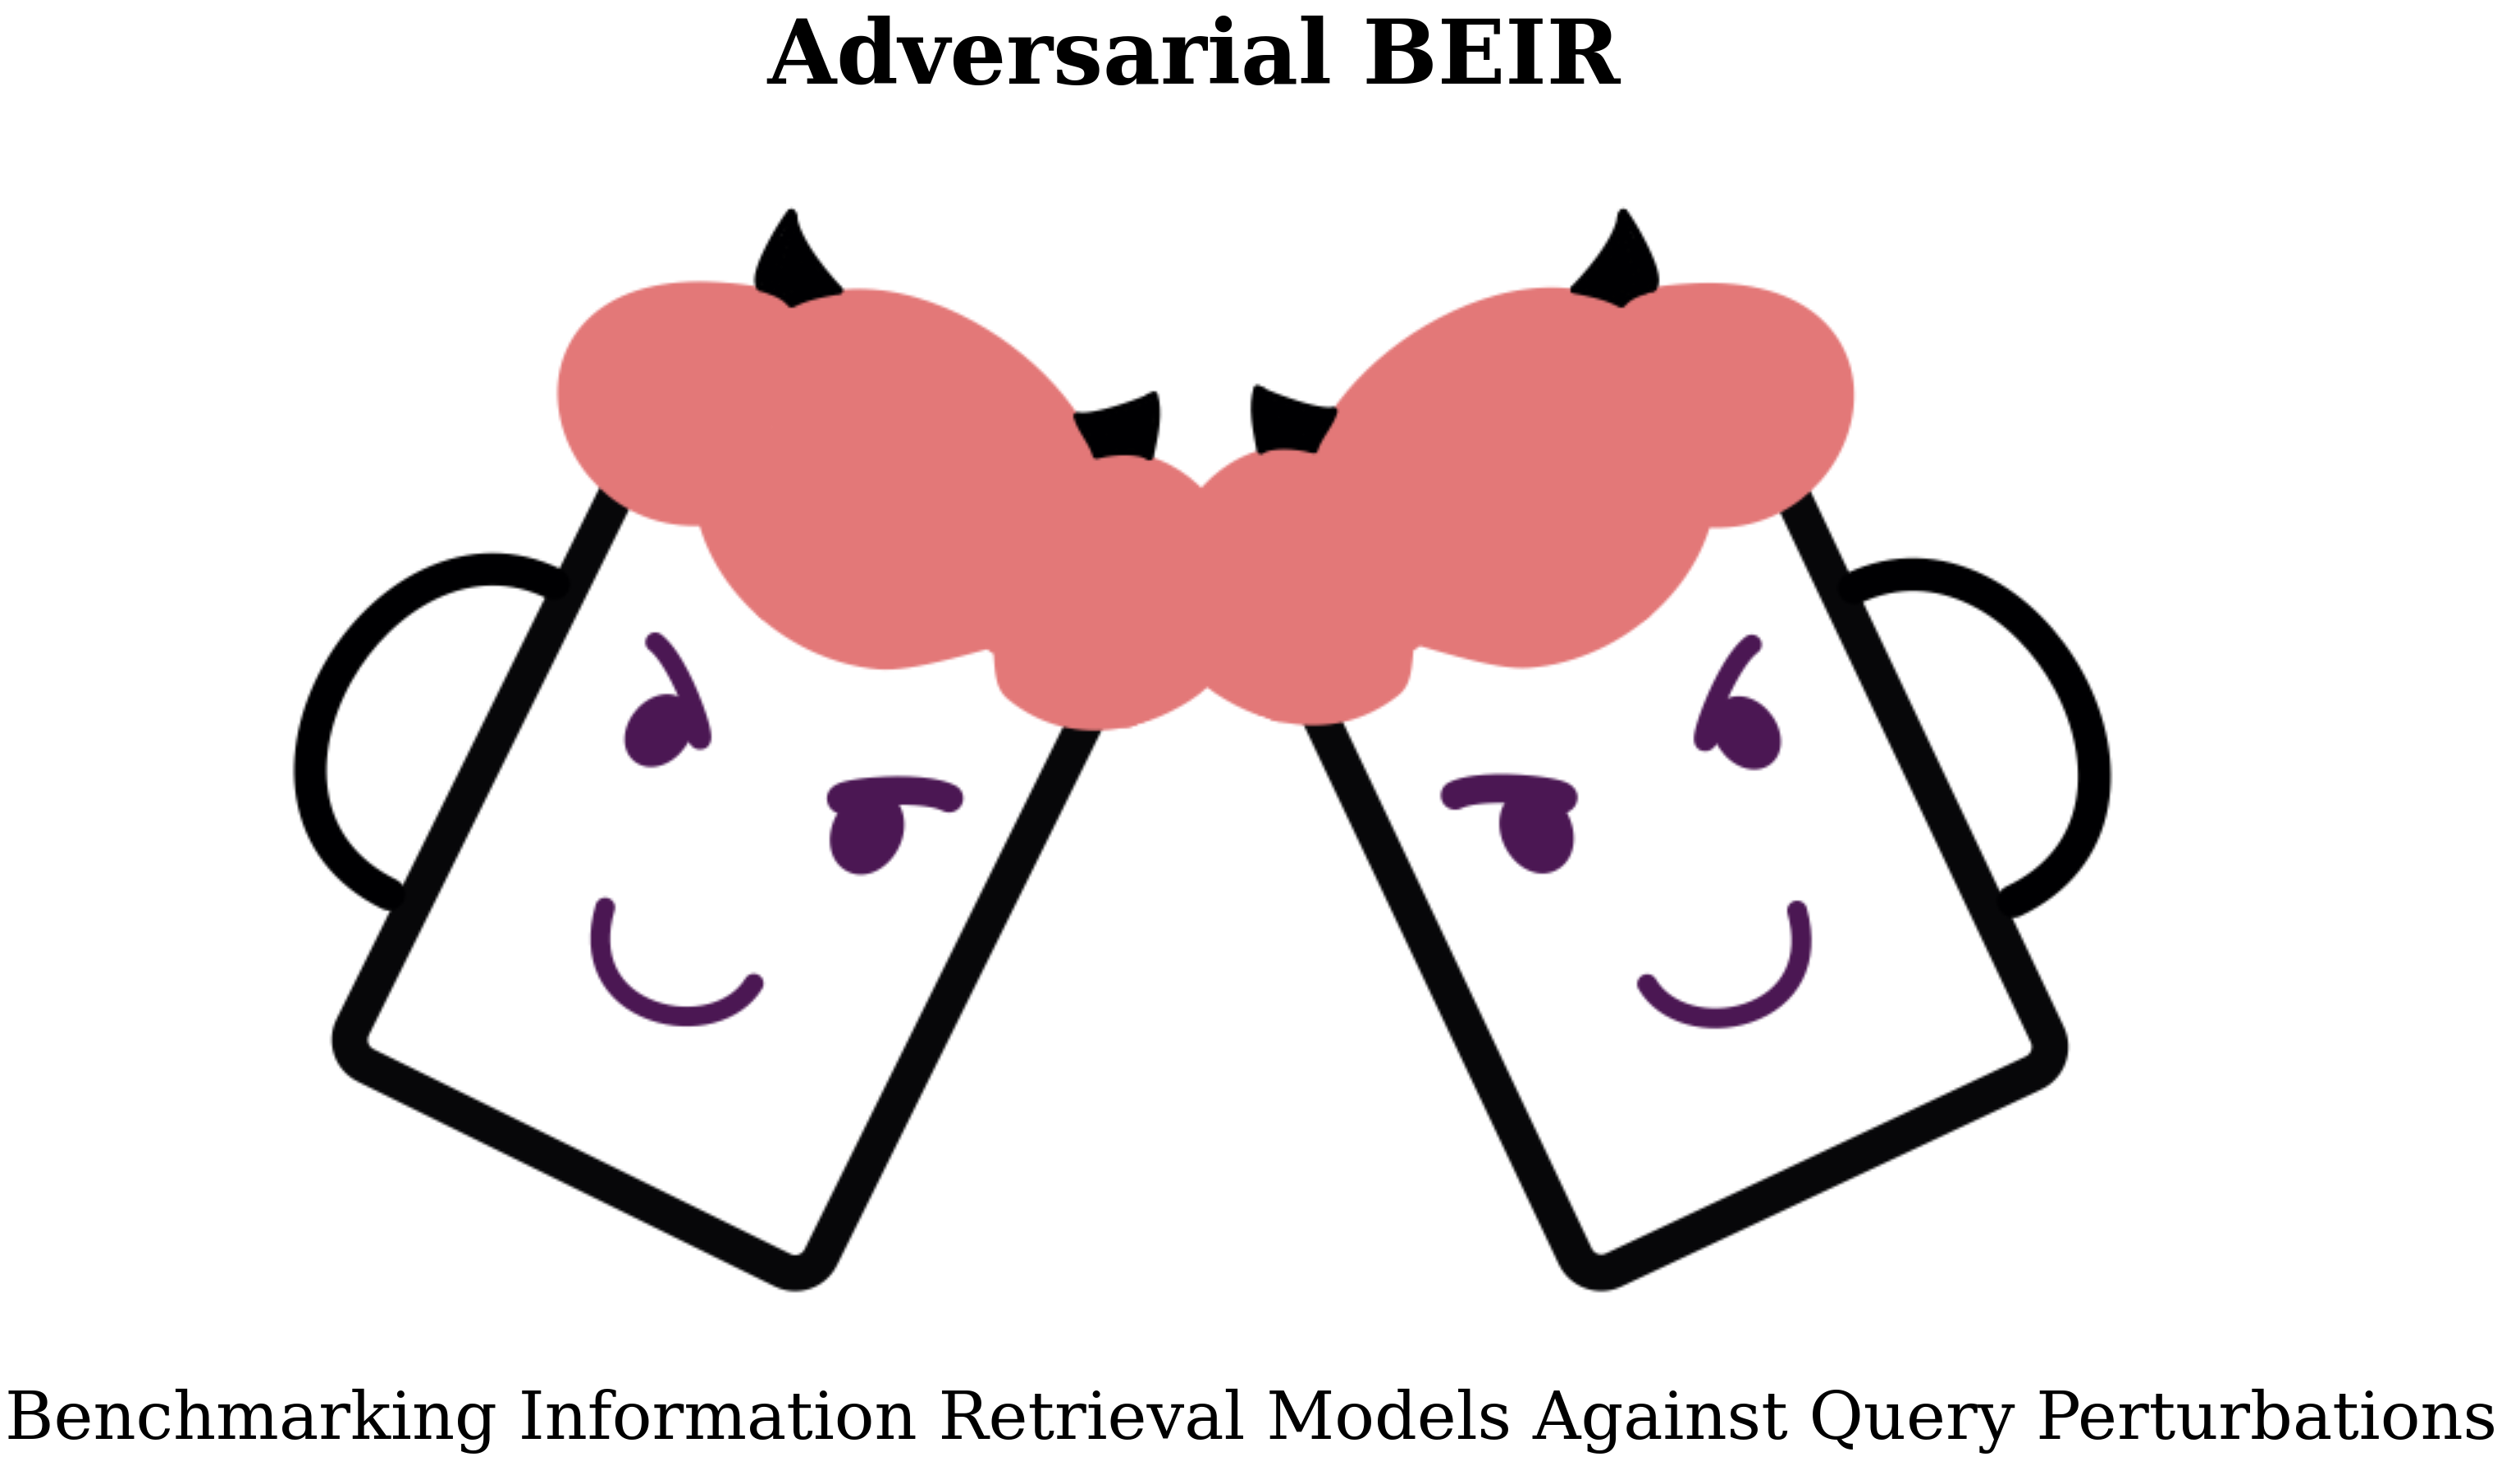 Adversarial BEIR
Benchmarking Information Retrieval Models Against Query Perturbations